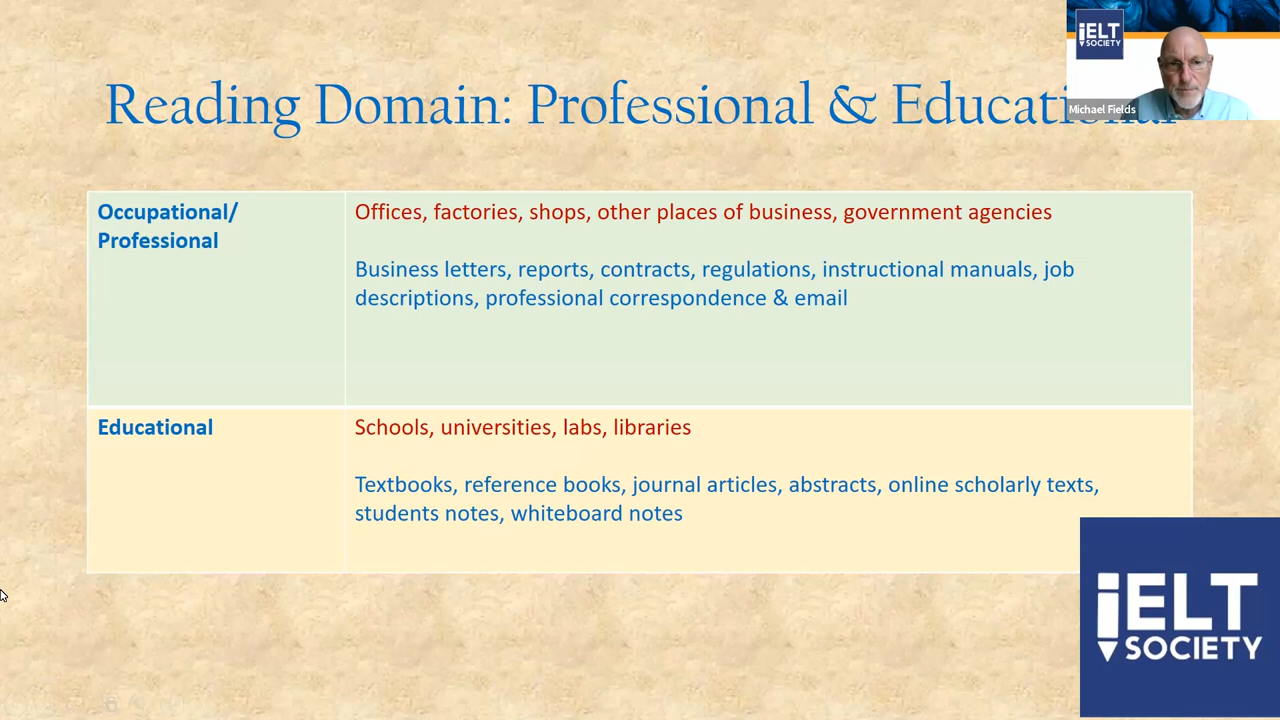 iELT
SOCIETY
Michael Fields
Reading Domain: Professional & Educational
Occupational/
Professional
Offices, factories, shops, other places of business, government agencies
Business letters, reports, contracts, regulations, instructional manuals, job
descriptions, professional correspondence & email
Educational
Schools, universities, labs, libraries
Textbooks, reference books, journal articles, abstracts, online scholarly texts,
students notes, whiteboard notes
iELT
SOCIETY